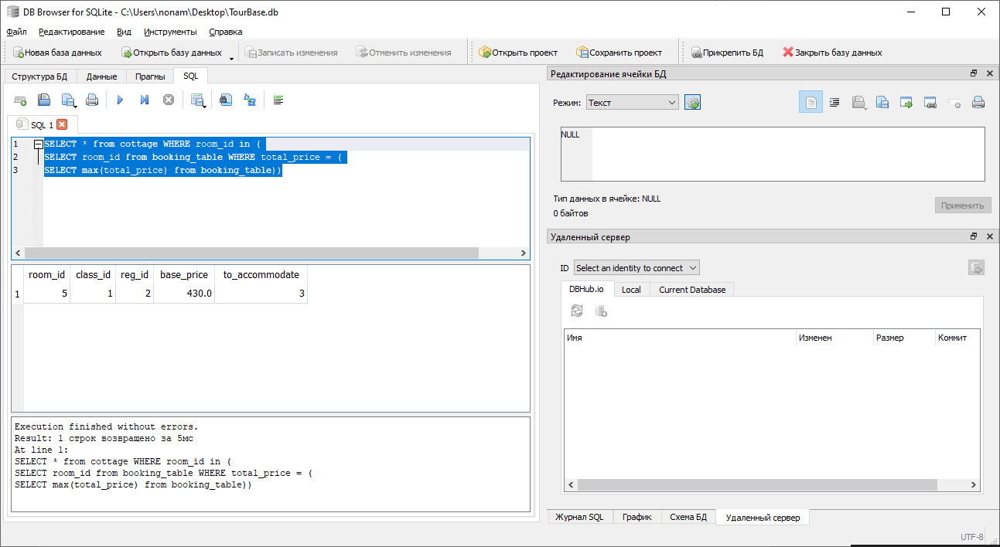 DB Browser for SQLite - C:\Users\nonam\Desktop\TourBase.db
Файл Редактирование Вид Инструменты Справка
Новая база данных Открыть базу данных Записать изменения Отменить изменения Открыть проект Сохранить проект Прикрепить БД Закрыть базу данных
Структура БД Данные Прагмы SQL
SQL 1
1 SELECT * from cottage WHERE room_id in (
2 SELECT room_id from booking_table WHERE total_price = (
3 SELECT max(total_price) from booking_table))
room_id class_id reg_id base_price to_accommodate
1 5 1 2 430.0 3
Execution finished without errors.
Result: 1 строк возвращено за 5мс
At line 1:
SELECT * from cottage WHERE room_id in (
SELECT room_id from booking_table WHERE total_price = (
SELECT max(total_price) from booking_table))
Редактирование ячейки БД
Режим: Текст
NULL
Тип данных в ячейке: NULL
0 байтов
Применить
Удаленный сервер
ID Select an identity to connect
DBHub.io Local Current Database
Имя Изменен Размер Коммит
Журнал SQL График Схема БД Удаленный сервер
UTF-8